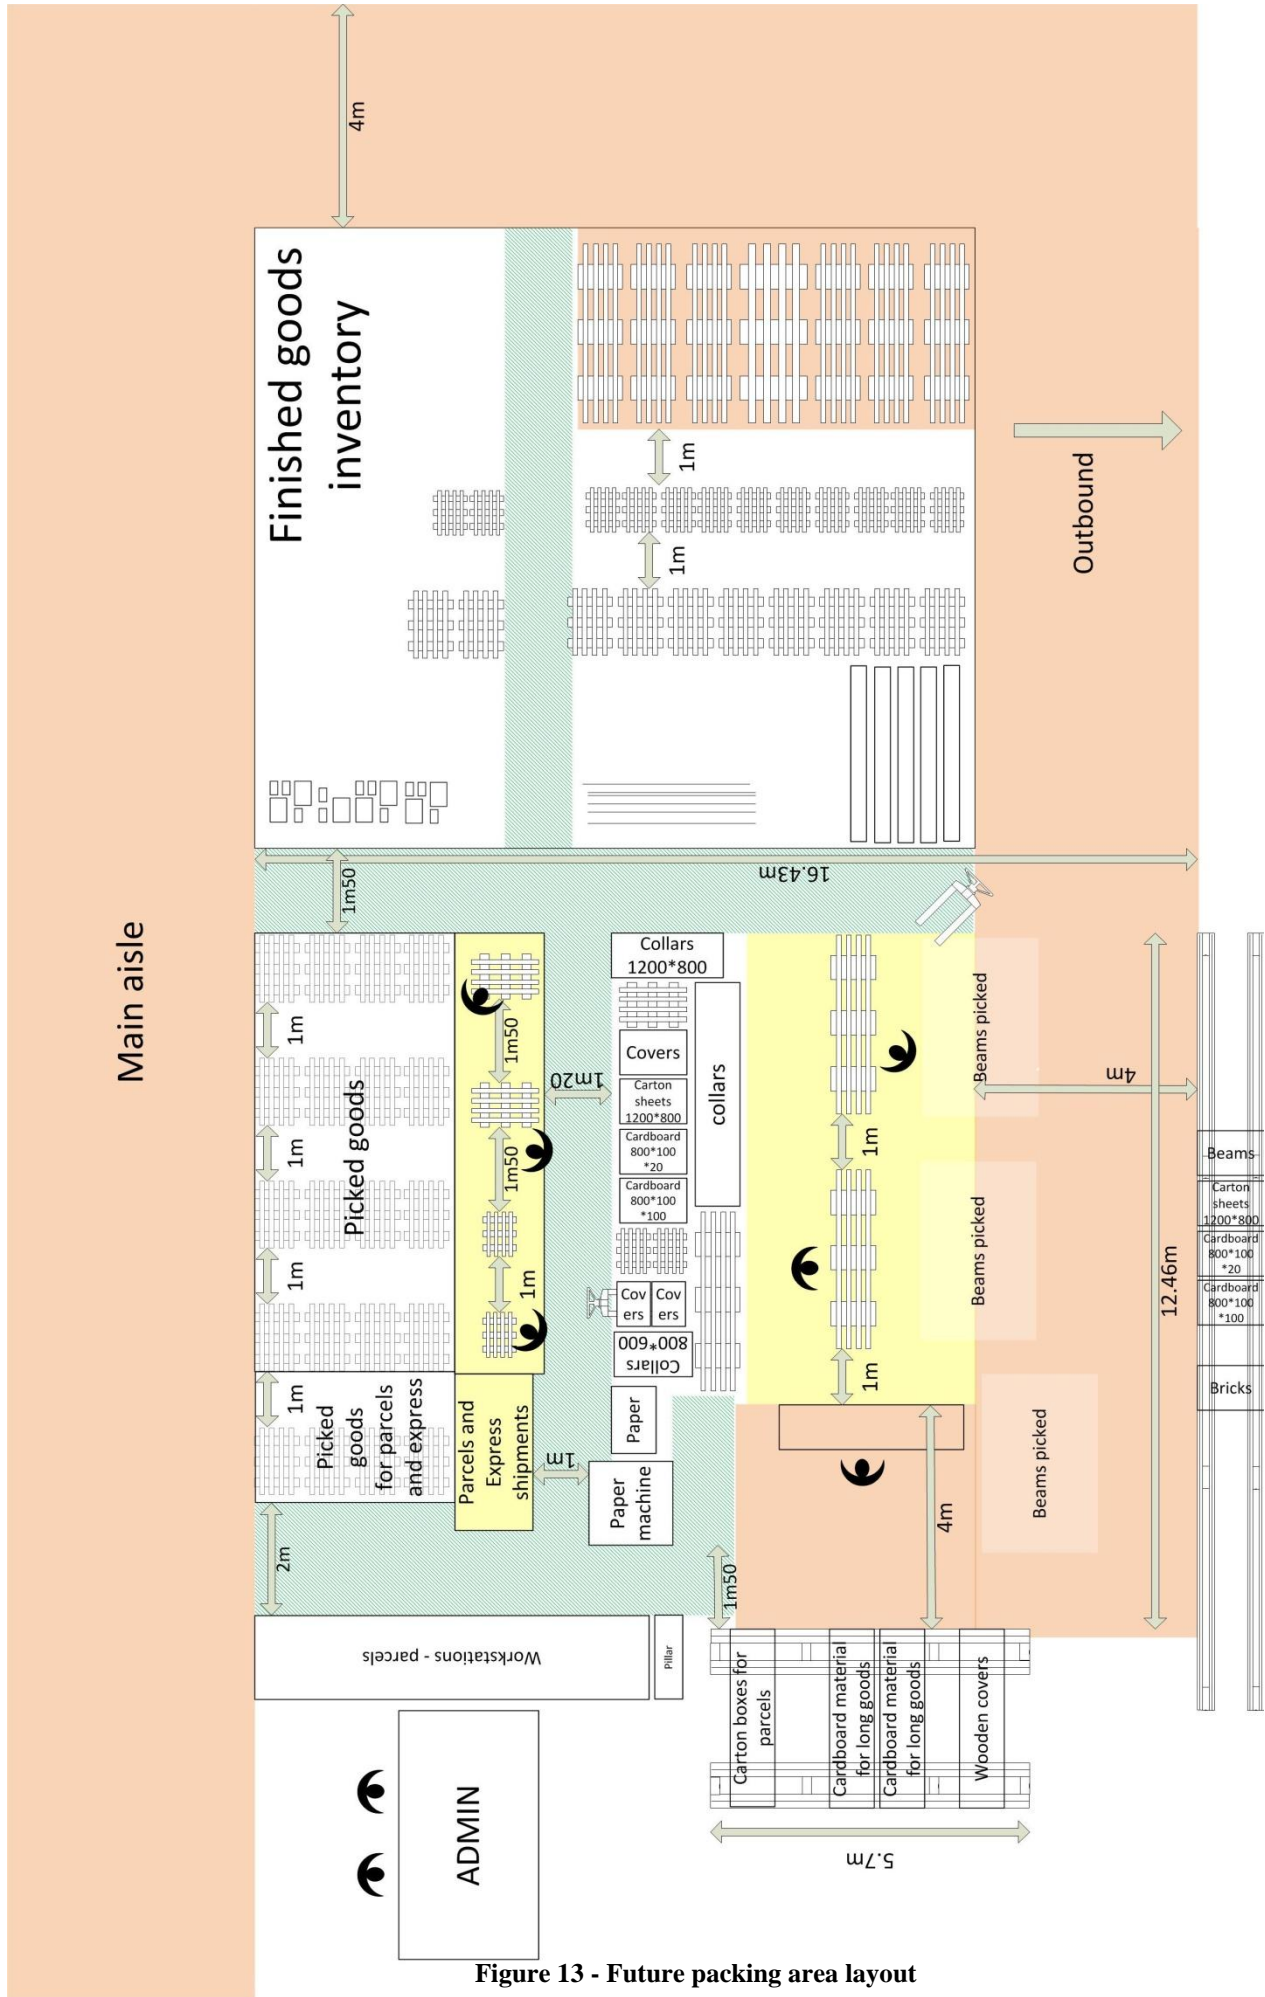 4m
Finished goods
inventory
1m
1m
Outbound
16.43m
1m50
Main aisle
Picked goods
1m
1m
1m
1m
1m50
1m50
1m
1m20
Collars
1200*800
Covers
Carton
sheets
1200*800
Cardboard
800*100
*20
Cardboard
800*100
*100
collars
Cov
ers
Cov
ers
Collars
800*600
Paper
Paper
machine
1m
1m
Beams picked
Beams picked
Beams picked
4m
12.46m
Beams
Carton
sheets
1200*800
Cardboard
800*100
*20
Cardboard
800*100
*100
Bricks
Picked
goods
for parcels
and express
Parcels and
Express
shipments
1m
2m
1m50
4m
Workstations - parcels
Pillar
Carton boxes for
parcels
Cardboard material
for long goods
Cardboard material
for long goods
Wooden covers
5.7m
ADMIN
Figure 13 - Future packing area layout